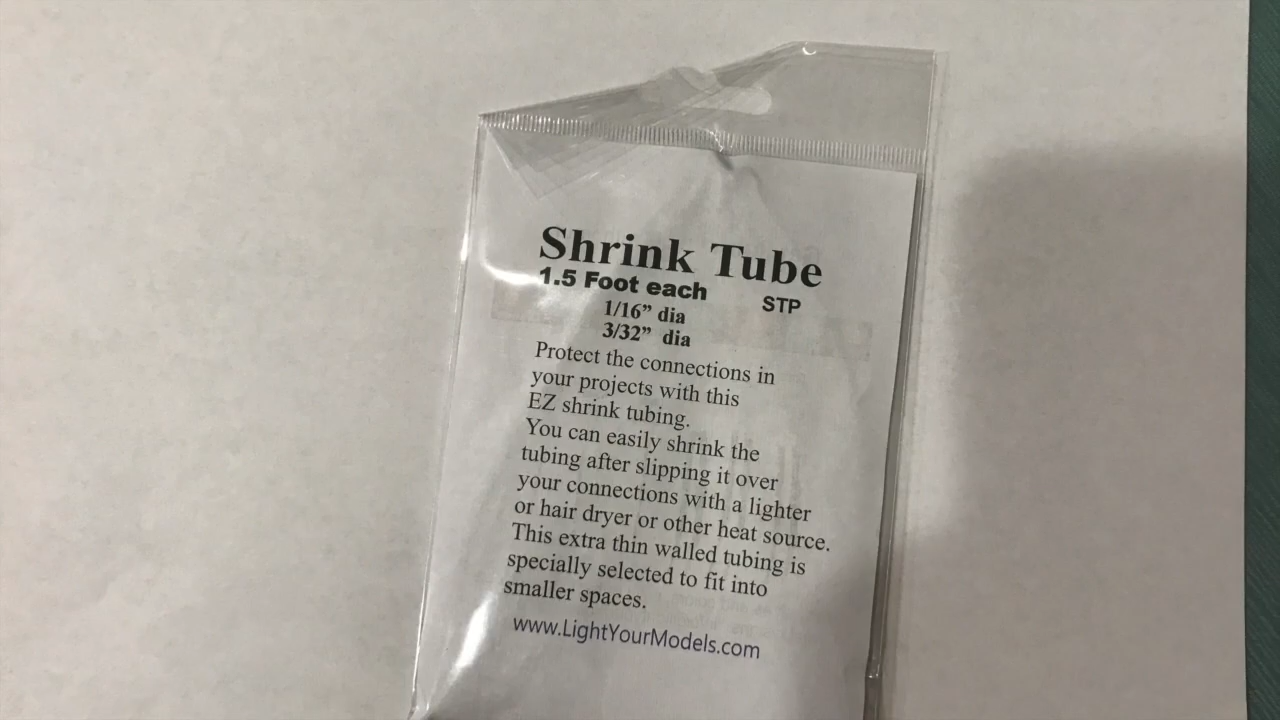 Shrink Tube
1.5 Foot each STP
1/16” dia
3/32” dia
Protect the connections in
your projects with this
EZ shrink tubing.
You can easily shrink the
tubing after slipping it over
your connections with a lighter
or hair dryer or other heat source.
This extra thin walled tubing is
specially selected to fit into
smaller spaces.
www.LightYourModels.com